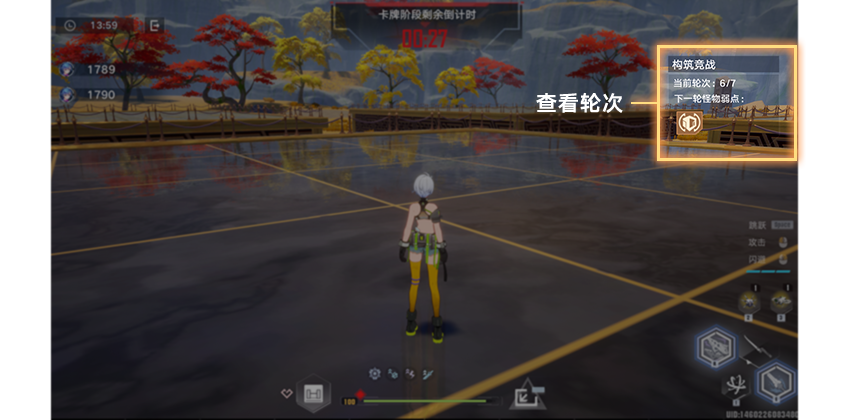 13:59
卡牌阶段剩余倒计时
00:27
1789
1790
构筑竞战
当前轮次：6/7
下一轮怪物弱点：
查看轮次
跳跃
攻击
闪避
100